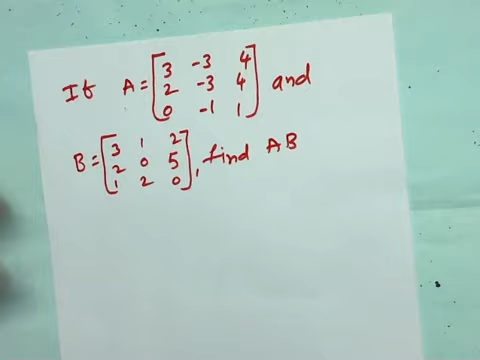 3 -3 4
If A = 2 -3 4 and
0 -1 1
3 1 2
B = 2 0 5 , find AB
1 2 0